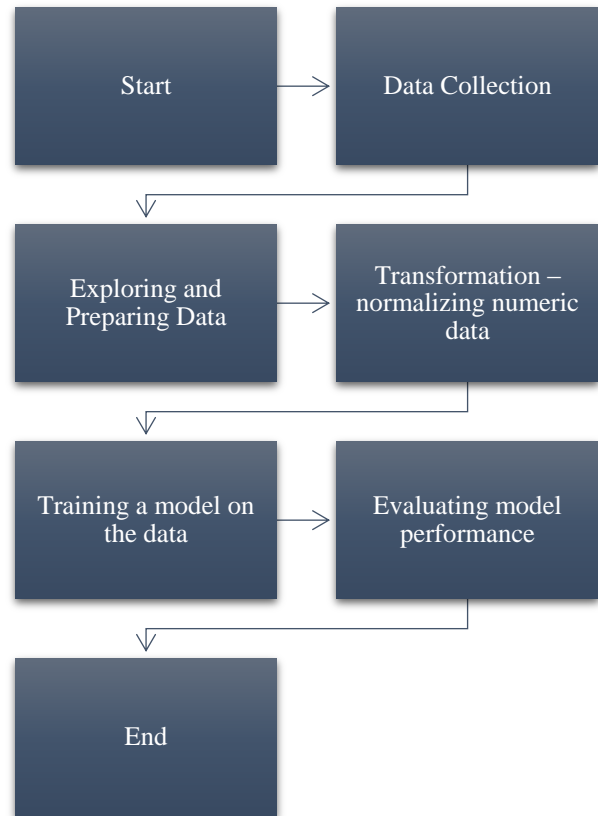 Start
Data Collection
Exploring and
Preparing Data
Transformation –
normalizing numeric
data
Training a model on
the data
Evaluating model
performance
End